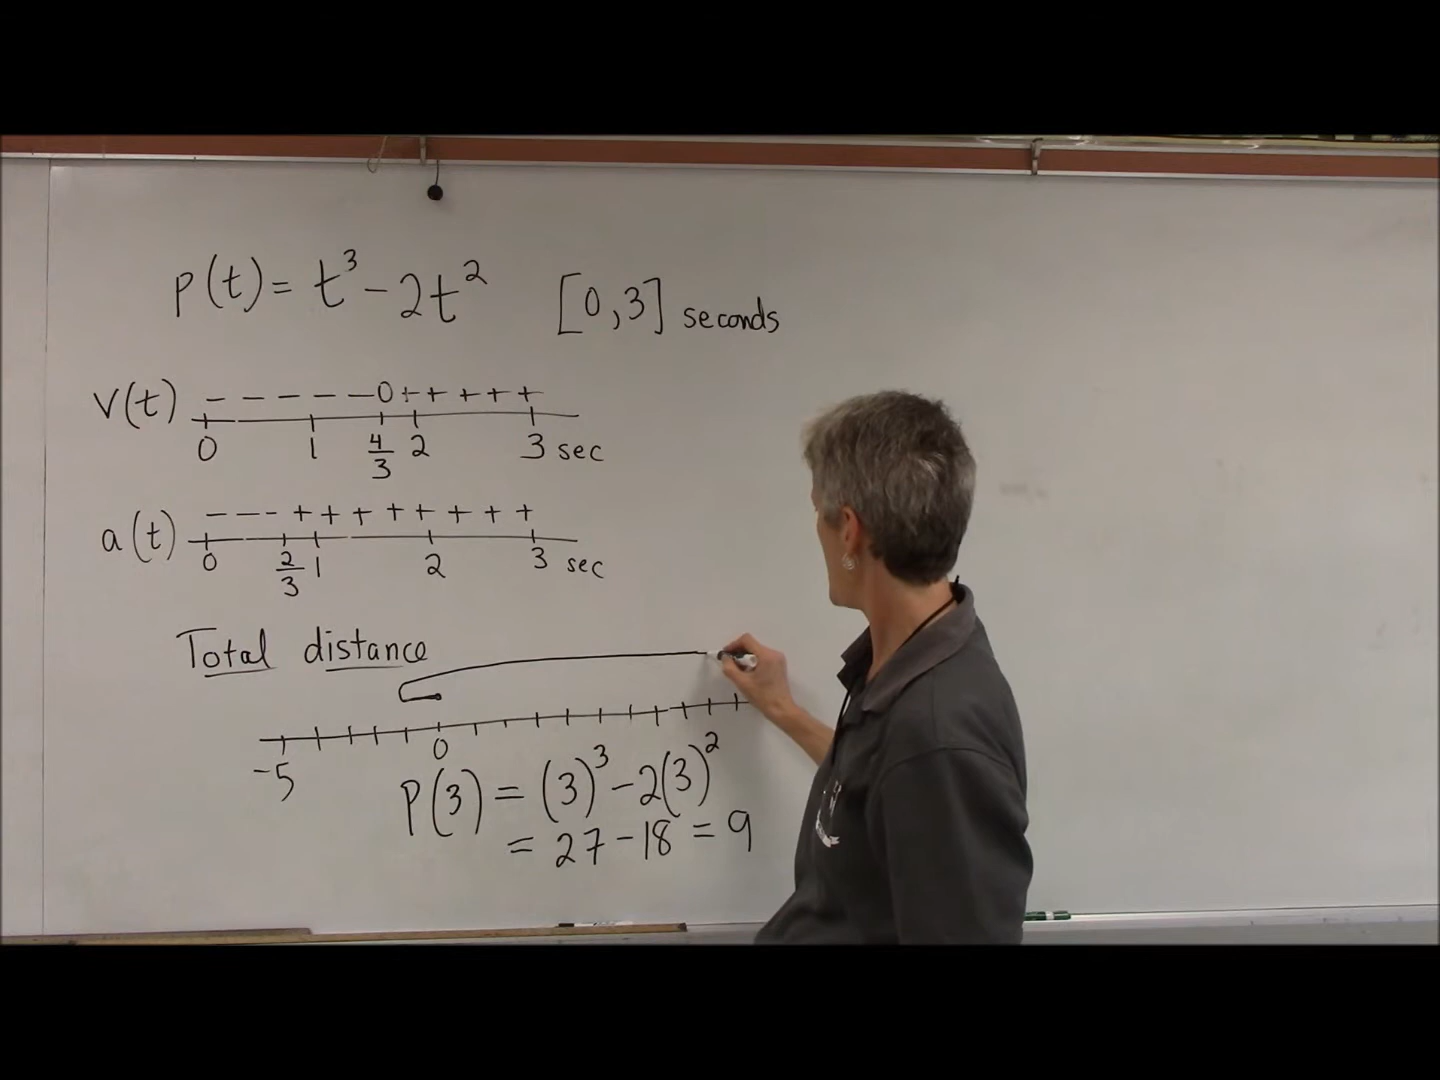 p(t) = t³ - 2t² [0,3] seconds
v(t) - - - - - 0 + + + + +
0 1 4/3 2 3 sec
a(t) - - - + + + + + + + +
0 2/3 1 2 3 sec
Total distance
-5 0
P(3) = (3)³ - 2(3)²
= 27 - 18 = 9